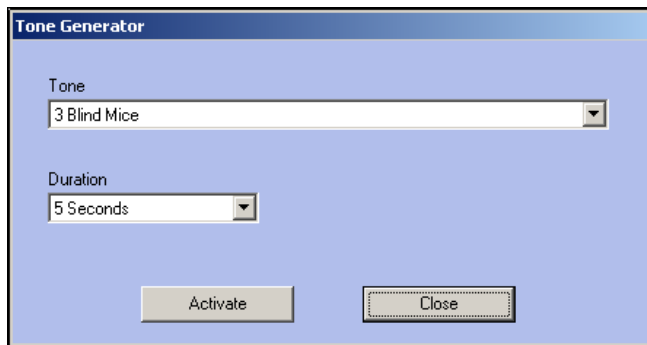 Tone Generator
Tone
3 Blind Mice
Duration
5 Seconds
Activate Close